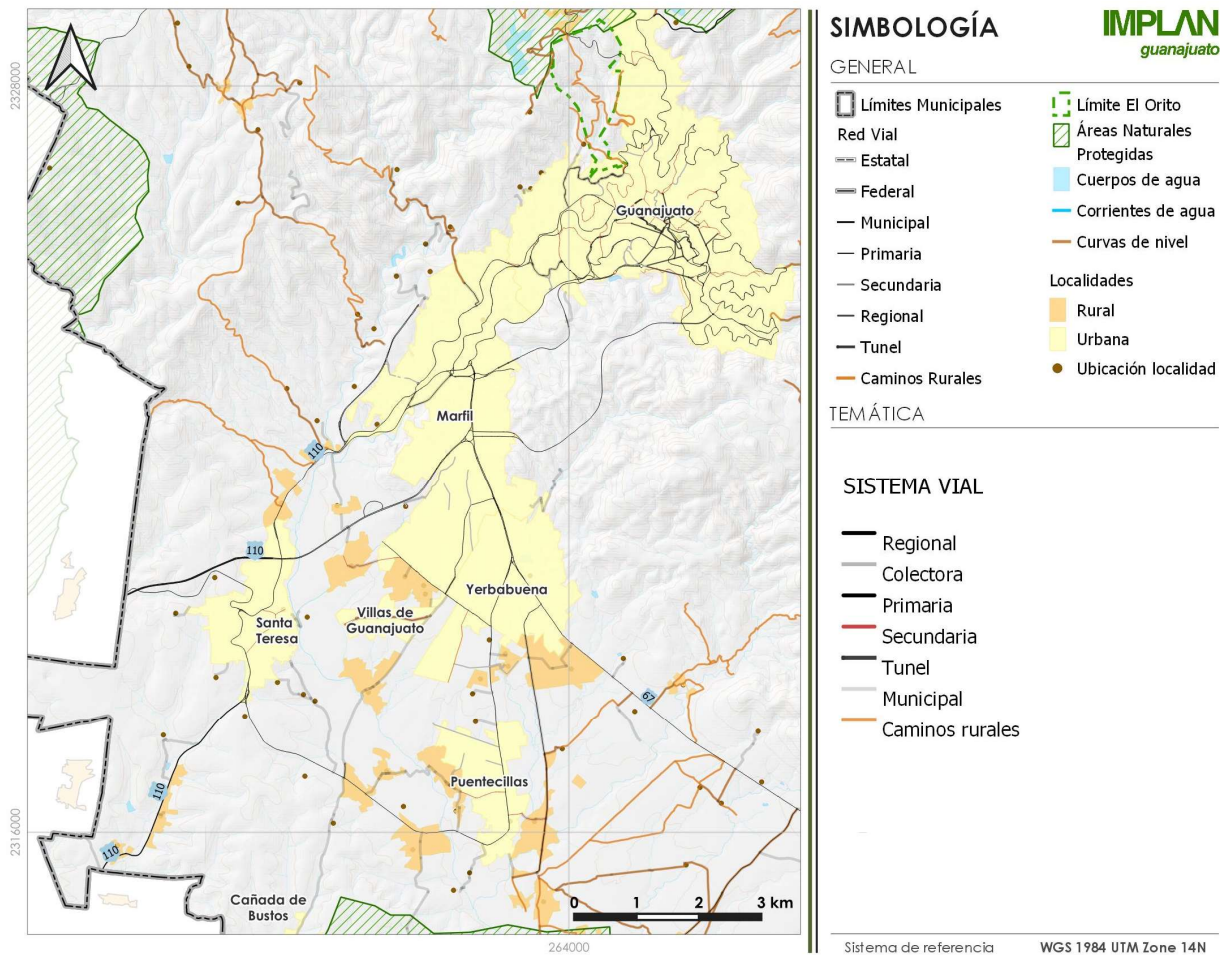 2328000
2316000
264000
Guanajuato
Marfil
110
110
Yerbabuena
Villas de
Guanajuato
Santa
Teresa
67
Puentecillas
110
110
Cañada de
Bustos
0 1 2 3 km
SIMBOLOGÍA
IMPLAN
guanajuato
GENERAL
Límites Municipales
Red Vial
Estatal
Federal
Municipal
Primaria
Secundaria
Regional
Tunel
Caminos Rurales
Límite El Orito
Áreas Naturales
Protegidas
Cuerpos de agua
Corrientes de agua
Curvas de nivel
Localidades
Rural
Urbana
Ubicación localidad
TEMÁTICA
SISTEMA VIAL
Regional
Colectora
Primaria
Secundaria
Tunel
Municipal
Caminos rurales
Sistema de referencia WGS 1984 UTM Zone 14N